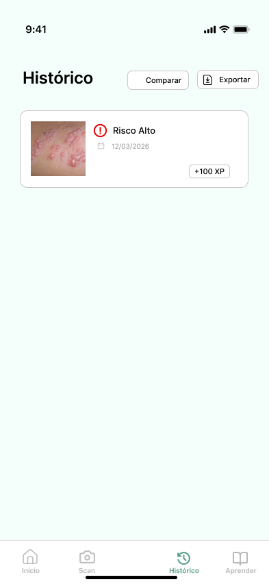 9:41
Histórico
Comparar
Exportar
Risco Alto
12/03/2026
+100 XP
Início
Scan
Histórico
Aprender